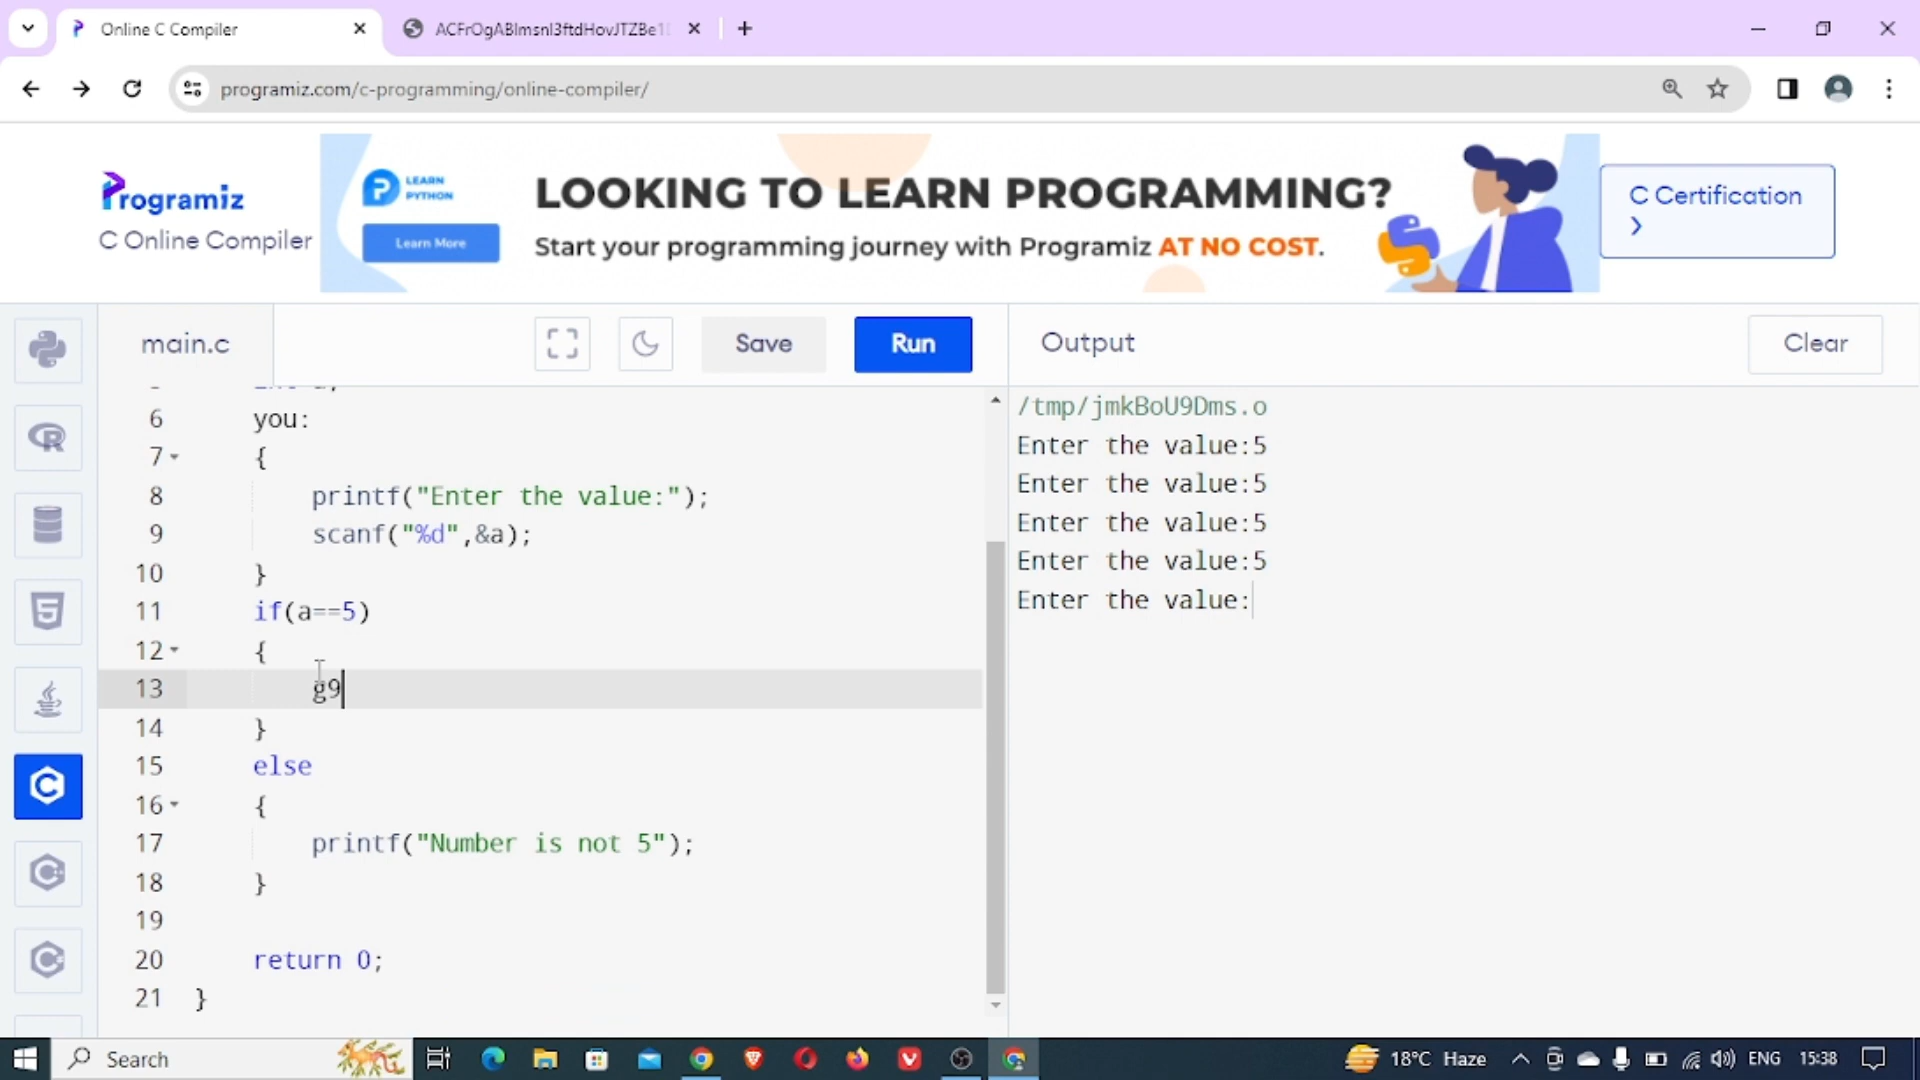 Online C Compiler
programiz.com/c-programming/online-compiler/
Programiz
C Online Compiler
LEARN
PYTHON
Learn More
LOOKING TO LEARN PROGRAMMING?
Start your programming journey with Programiz AT NO COST.
C Certification
main.c
Save
Run
Output
Clear
6 you:
7 {
8 printf("Enter the value:");
9 scanf("%d",&a);
10 }
11 if(a==5)
12 {
13 g9
14 }
15 else
16 {
17 printf("Number is not 5");
18 }
19
20 return 0;
21 }
/tmp/jmkBoU9Dms.o
Enter the value:5
Enter the value:5
Enter the value:5
Enter the value:5
Enter the value:
Search
18°C Haze
ENG
15:38